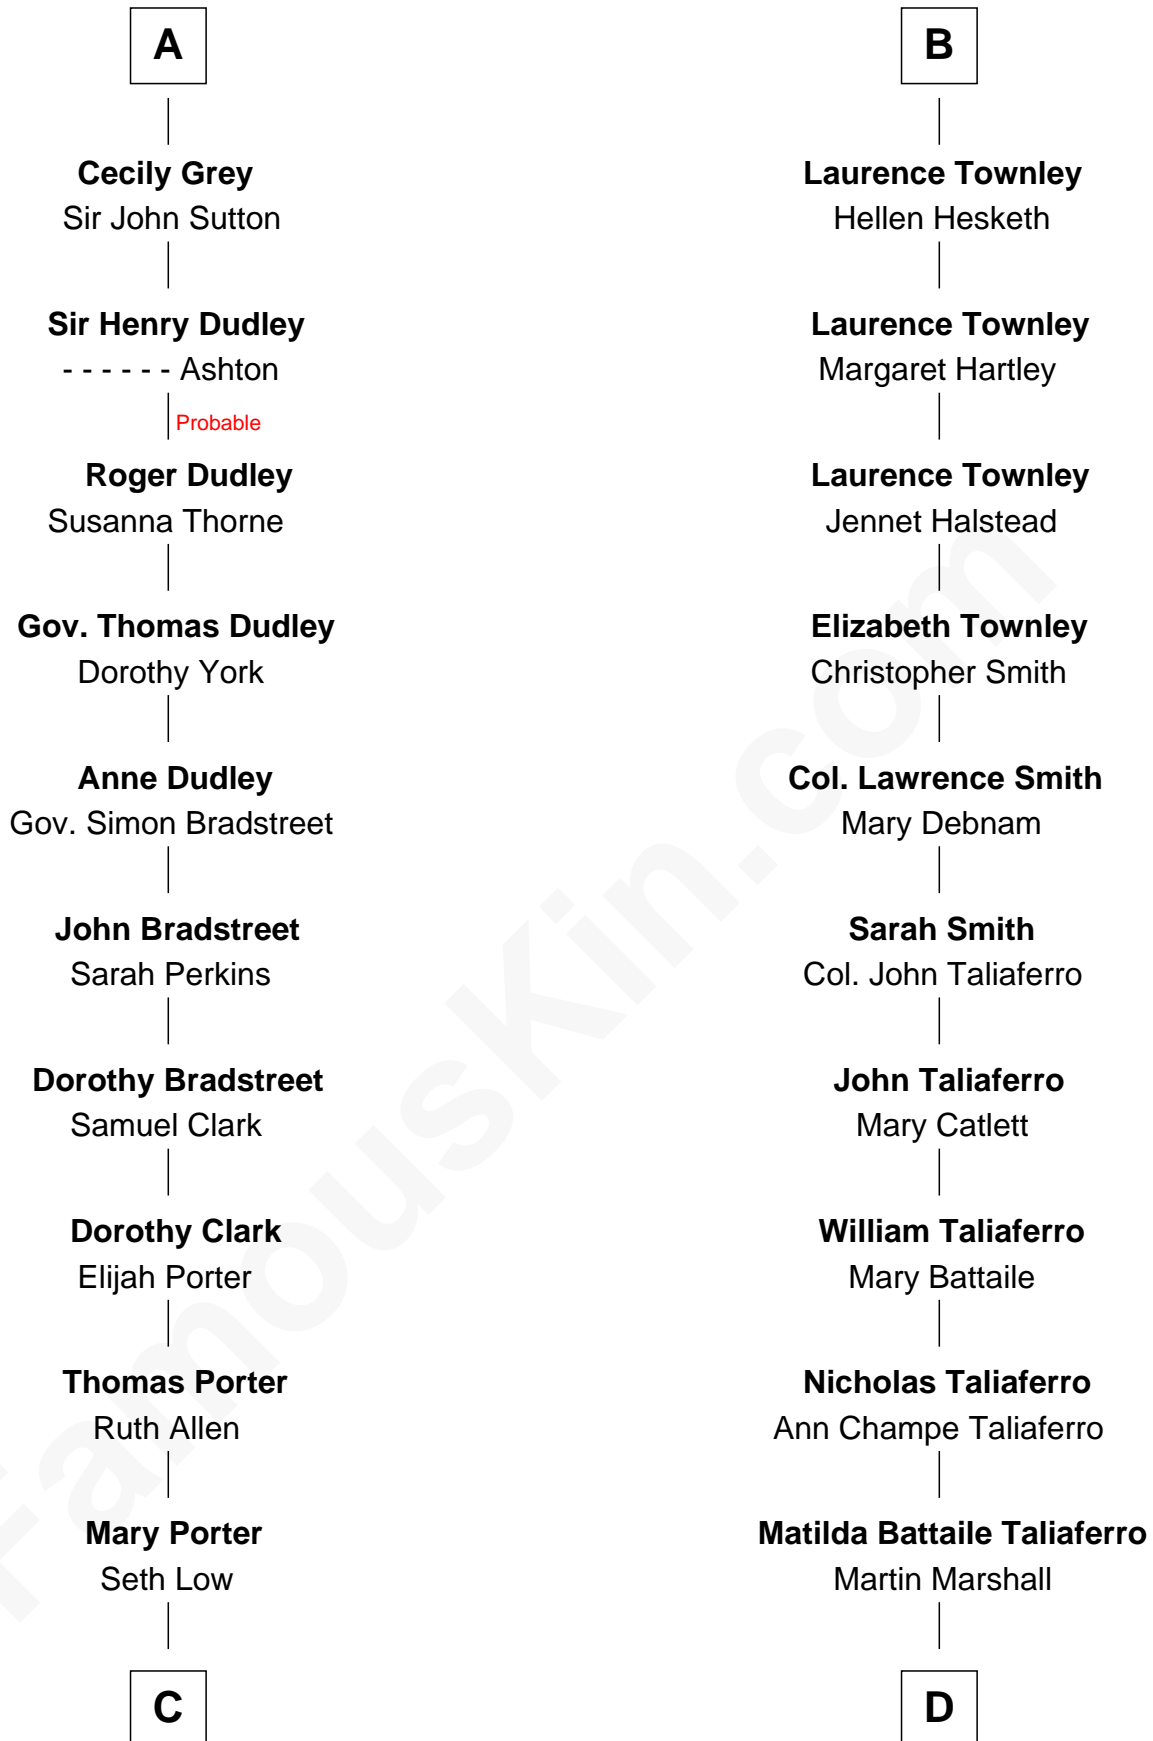 A
Cecily Grey
Sir John Sutton
Sir Henry Dudley
- - - - - - Ashton
Probable
Roger Dudley
Susanna Thorne
Gov. Thomas Dudley
Dorothy York
Anne Dudley
Gov. Simon Bradstreet
John Bradstreet
Sarah Perkins
Dorothy Bradstreet
Samuel Clark
Dorothy Clark
Elijah Porter
Thomas Porter
Ruth Allen
Mary Porter
Seth Low
C
B
Laurence Townley
Hellen Hesketh
Laurence Townley
Margaret Hartley
Laurence Townley
Jennet Halstead
Elizabeth Townley
Christopher Smith
Col. Lawrence Smith
Mary Debnam
Sarah Smith
Col. John Taliaferro
John Taliaferro
Mary Catlett
William Taliaferro
Mary Battaile
Nicholas Taliaferro
Ann Champe Taliaferro
Matilda Battaile Taliaferro
Martin Marshall
D
FamousKin.com